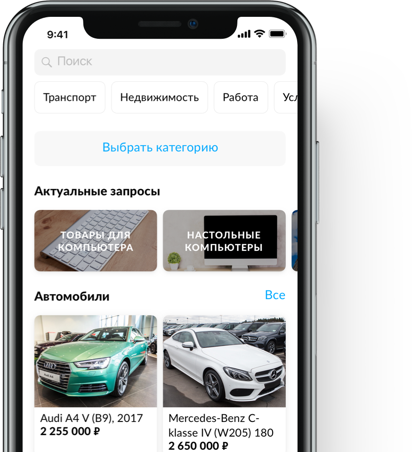 9:41
Поиск
Транспорт
Недвижимость
Работа
Усл
Выбрать категорию
Актуальные запросы
ТОВАРЫ ДЛЯ
КОМПЬЮТЕРА
НАСТОЛЬНЫЕ
КОМПЬЮТЕРЫ
Автомобили
Все
Audi A4 V (B9), 2017
2 255 000 ₽
Mercedes-Benz C-
klasse IV (W205) 180
2 650 000 ₽